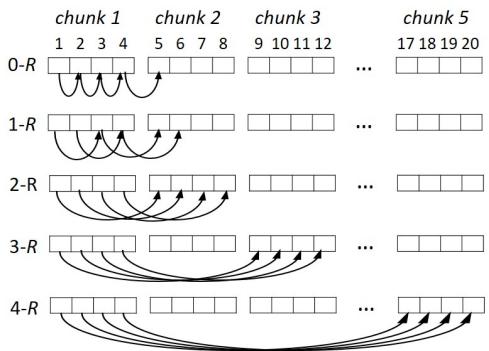 chunk 1 chunk 2 chunk 3 chunk 5
1 2 3 4 5 6 7 8 9 10 11 12 17 18 19 20
0-R ...
1-R ...
2-R ...
3-R ...
4-R ...